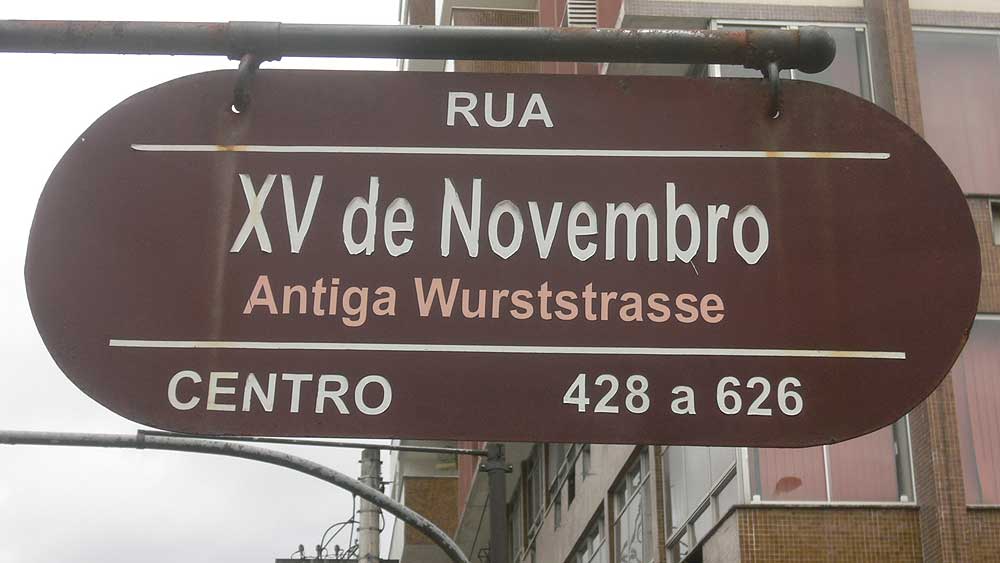 RUA
XV de Novembro
Antiga Wurststrasse
CENTRO 428 a 626